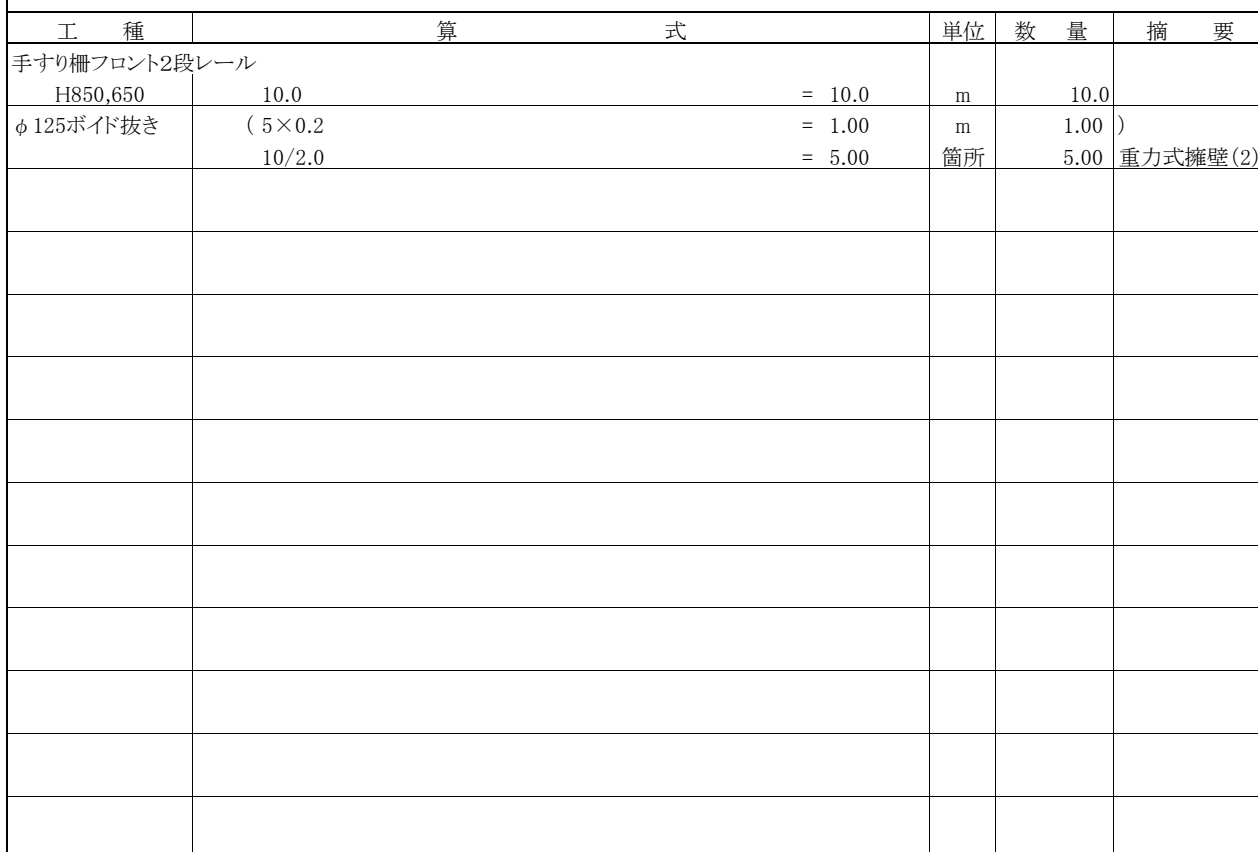 工 種 算 式 単位 数 量 摘 要
手すり柵フロント2段レール
H850,650 10.0 = 10.0 m 10.0
φ125ボイド抜き ( 5×0.2 = 1.00 m 1.00 )
10/2.0 = 5.00 箇所 5.00 重力式擁壁(2)